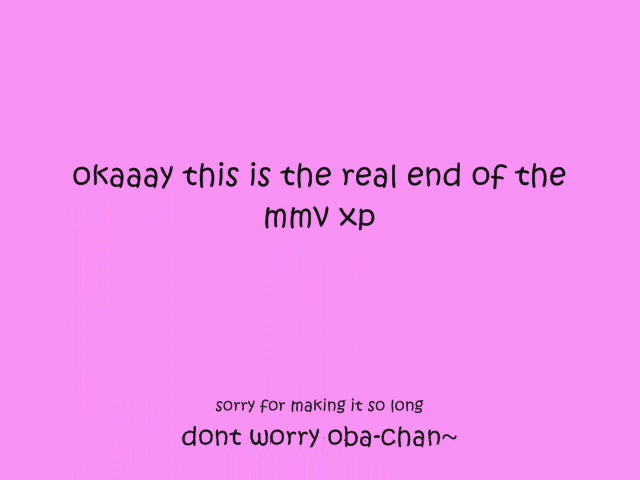 okaaay this is the real end of the
mmv xp
sorry for making it so long
dont worry oba-chan~